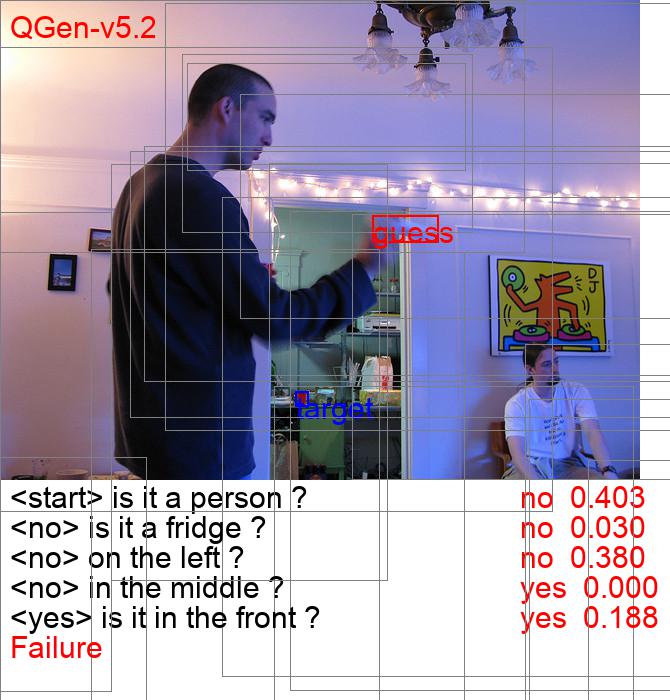 QGen-v5.2
guess
DJ
target
<start> is it a person ? no 0.403
<no> is it a fridge ? no 0.030
<no> on the left ? no 0.380
<no> in the middle ? yes 0.000
<yes> is it in the front ? yes 0.188
Failure